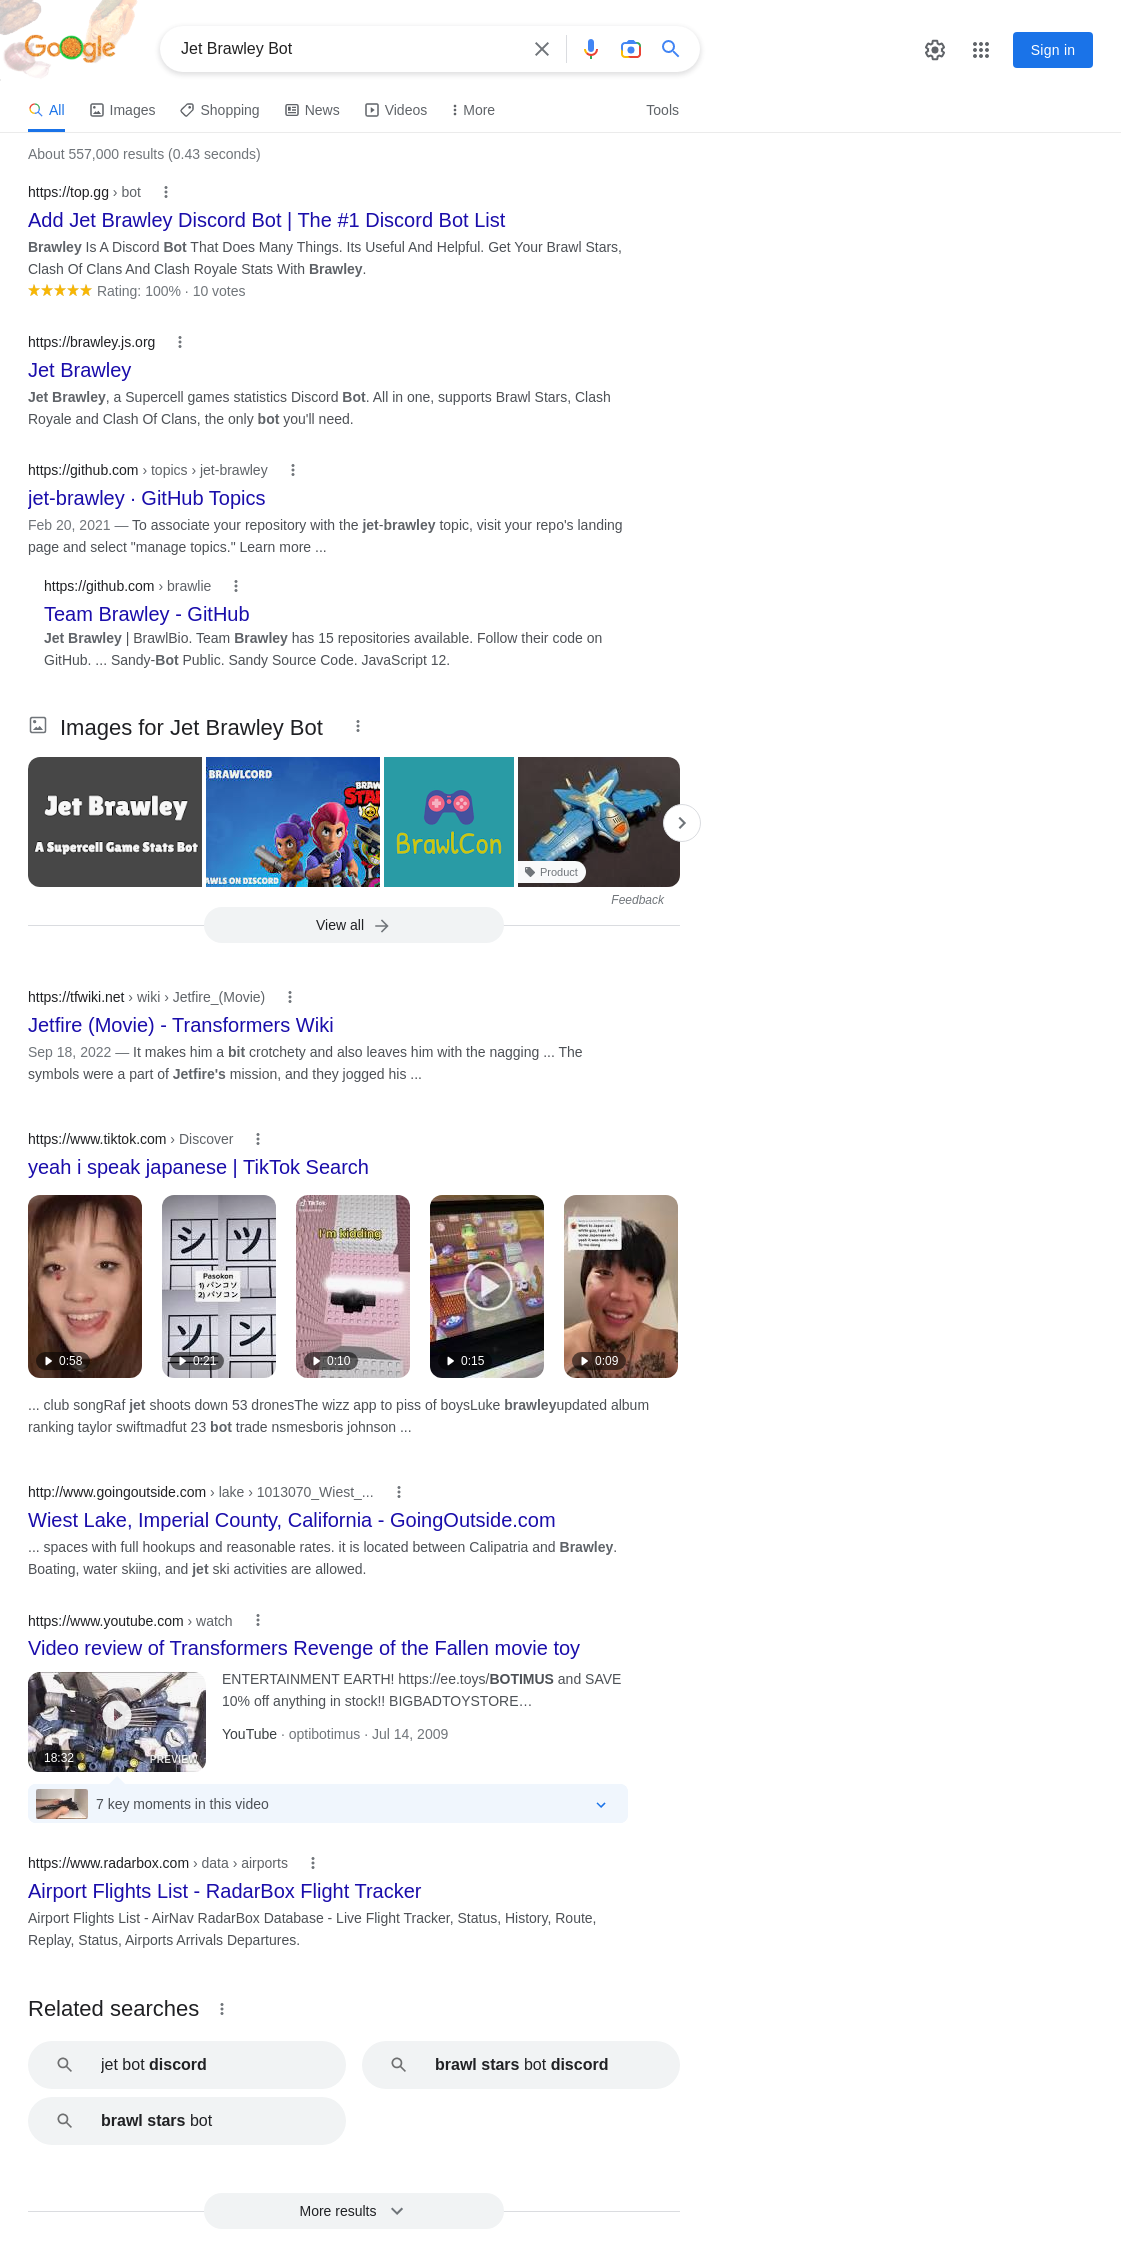 Google
Jet Brawley Bot
Sign in
All
Images
Shopping
News
Videos
More
Tools
About 557,000 results (0.43 seconds)
https://top.gg › bot
Add Jet Brawley Discord Bot | The #1 Discord Bot List
Brawley Is A Discord Bot That Does Many Things. Its Useful And Helpful. Get Your Brawl Stars,
Clash Of Clans And Clash Royale Stats With Brawley.
Rating: 100% · 10 votes
https://brawley.js.org
Jet Brawley
Jet Brawley, a Supercell games statistics Discord Bot. All in one, supports Brawl Stars, Clash
Royale and Clash Of Clans, the only bot you'll need.
https://github.com › topics › jet-brawley
jet-brawley · GitHub Topics
Feb 20, 2021 — To associate your repository with the jet-brawley topic, visit your repo's landing
page and select "manage topics." Learn more ...
https://github.com › brawlie
Team Brawley - GitHub
Jet Brawley | BrawlBio. Team Brawley has 15 repositories available. Follow their code on
GitHub. ... Sandy-Bot Public. Sandy Source Code. JavaScript 12.
Images for Jet Brawley Bot
Jet Brawley
A Supercell Game Stats Bot
BRAWLCORD
BRAW
STA
AWLS ON DISCORD
BrawlCon
Product
Feedback
View all
https://tfwiki.net › wiki › Jetfire_(Movie)
Jetfire (Movie) - Transformers Wiki
Sep 18, 2022 — It makes him a bit crotchety and also leaves him with the nagging ... The
symbols were a part of Jetfire's mission, and they jogged his ...
https://www.tiktok.com › Discover
yeah i speak japanese | TikTok Search
0:58
シ ツ
Pasokon
1) パンコソ
2) パソコン
ソ ン
0:21
TikTok
I'm kidding
0:10
0:15
0:09
... club songRaf jet shoots down 53 dronesThe wizz app to piss of boysLuke brawleyupdated album
ranking taylor swiftmadfut 23 bot trade nsmesboris johnson ...
http://www.goingoutside.com › lake › 1013070_Wiest_...
Wiest Lake, Imperial County, California - GoingOutside.com
... spaces with full hookups and reasonable rates. it is located between Calipatria and Brawley.
Boating, water skiing, and jet ski activities are allowed.
https://www.youtube.com › watch
Video review of Transformers Revenge of the Fallen movie toy
18:32
PREVIEW
ENTERTAINMENT EARTH! https://ee.toys/BOTIMUS and SAVE
10% off anything in stock!! BIGBADTOYSTORE…
YouTube · optibotimus · Jul 14, 2009
7 key moments in this video
https://www.radarbox.com › data › airports
Airport Flights List - RadarBox Flight Tracker
Airport Flights List - AirNav RadarBox Database - Live Flight Tracker, Status, History, Route,
Replay, Status, Airports Arrivals Departures.
Related searches
jet bot discord
brawl stars bot discord
brawl stars bot
More results